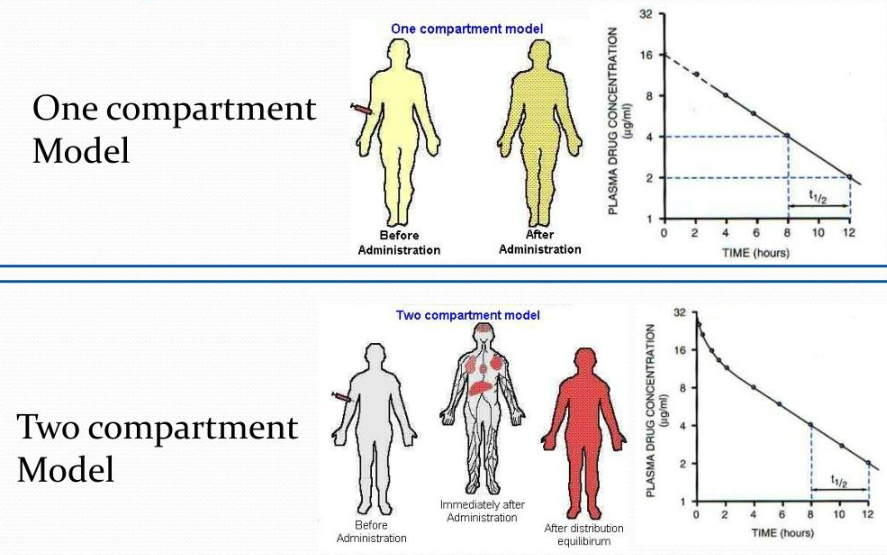 One compartment
Model
One compartment model
Before
Administration
After
Administration
PLASMA DRUG CONCENTRATION
(µg/ml)
32
16
8
4
2
1
t1/2
0 2 4 6 8 10 12
TIME (hours)
Two compartment
Model
Two compartment model
Before
Administration
Immediately after
Administration
After distribution
equilibirum
PLASMA DRUG CONCENTRATION
(µg/ml)
32
16
8
4
2
1
t1/2
0 2 4 6 8 10 12
TIME (hours)